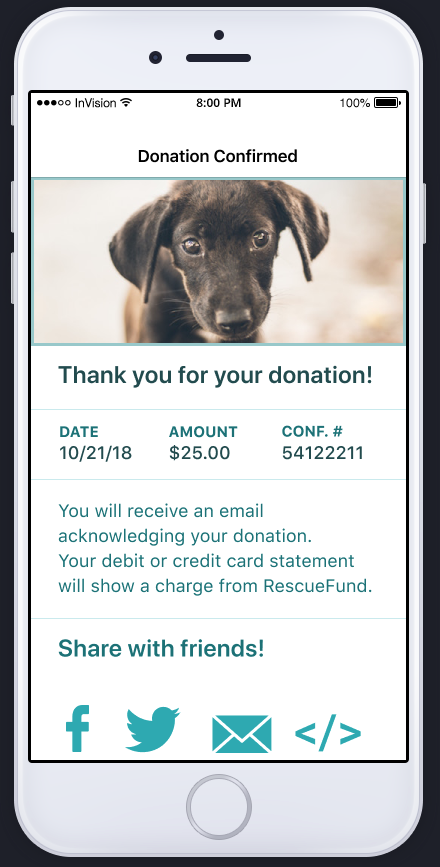 InVision 8:00 PM 100%
Donation Confirmed
Thank you for your donation!
DATE AMOUNT CONF. #
10/21/18 $25.00 54122211
You will receive an email
acknowledging your donation.
Your debit or credit card statement
will show a charge from RescueFund.
Share with friends!